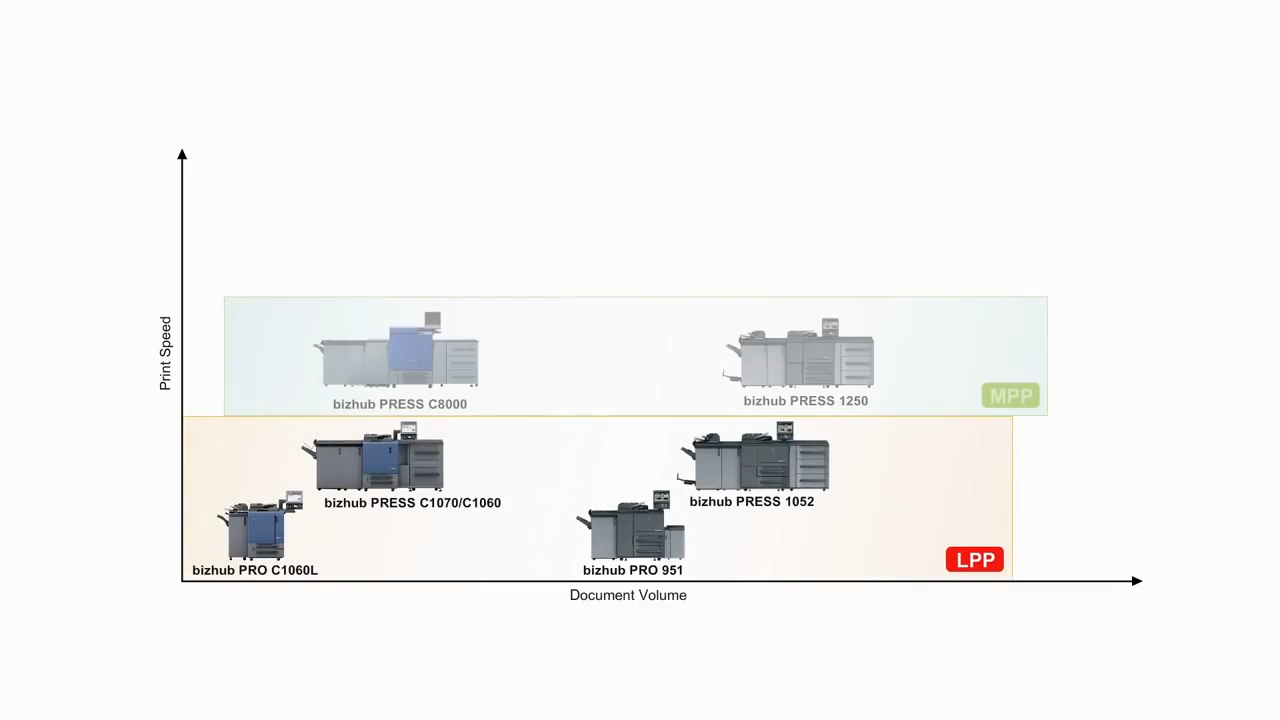 Print Speed
bizhub PRESS C8000
bizhub PRESS 1250
MPP
bizhub PRESS C1070/C1060
bizhub PRESS 1052
bizhub PRO C1060L
bizhub PRO 951
LPP
Document Volume